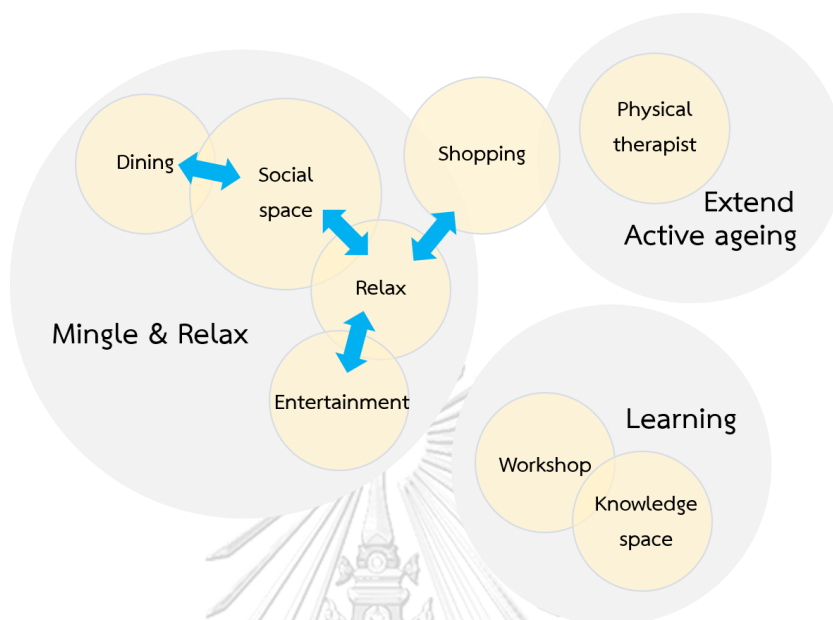 Dining
Social
space
Shopping
Physical
therapist
Extend
Active ageing
Relax
Mingle & Relax
Entertainment
Learning
Workshop
Knowledge
space